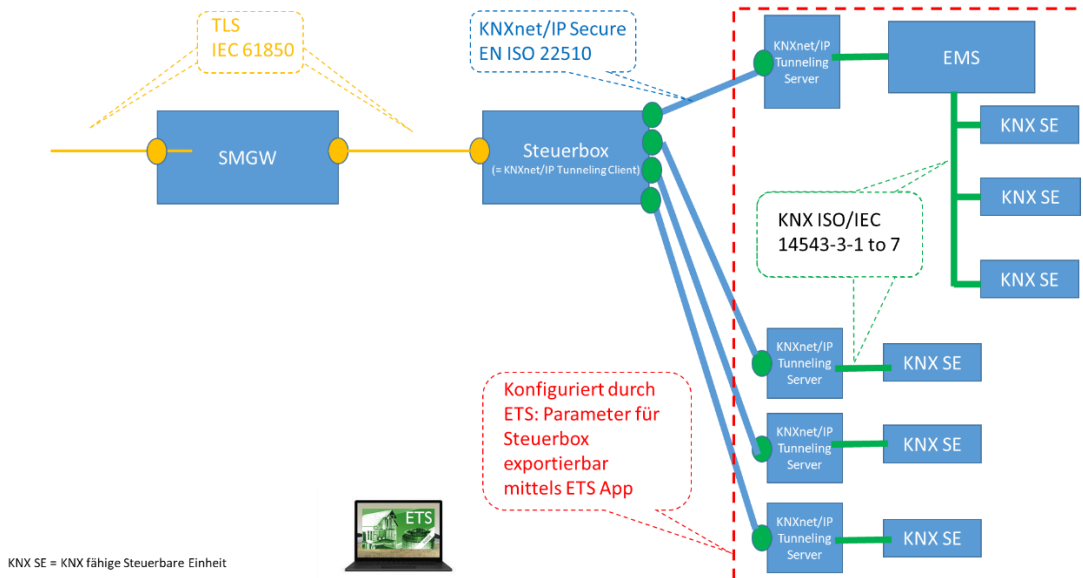 TLS
IEC 61850
KNXnet/IP Secure
EN ISO 22510
KNXnet/IP
Tunneling
Server
EMS
KNX SE
SMGW
Steuerbox
(= KNXnet/IP Tunneling Client)
KNX SE
KNX ISO/IEC
14543-3-1 to 7
KNX SE
KNXnet/IP
Tunneling
Server
KNX SE
Konfiguriert durch
ETS: Parameter für
Steuerbox
exportierbar
mittels ETS App
KNXnet/IP
Tunneling
Server
KNX SE
ETS
KNXnet/IP
Tunneling
Server
KNX SE
KNX SE = KNX fähige Steuerbare Einheit